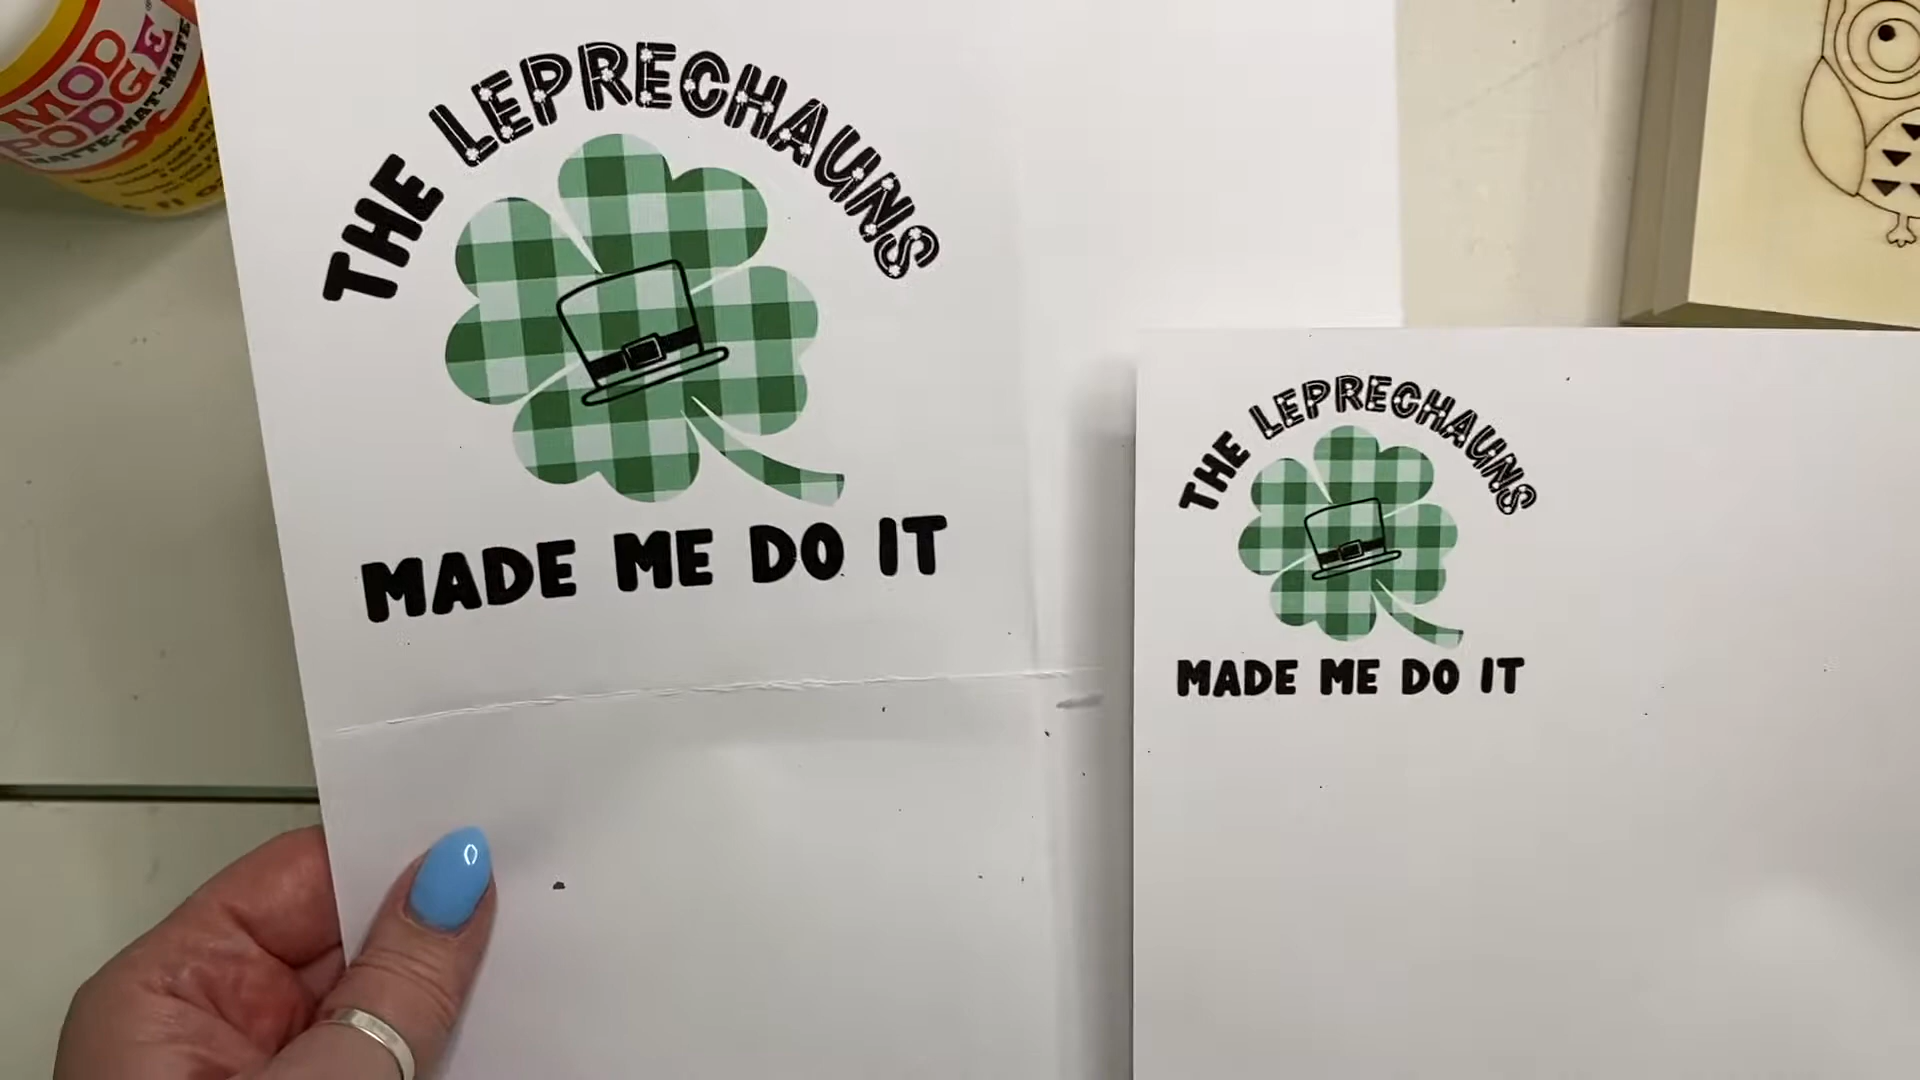 MOD
PODGE
MATTE-MAT-MATE
THE LEPRECHAUNS
MADE ME DO IT
THE LEPRECHAUNS
MADE ME DO IT